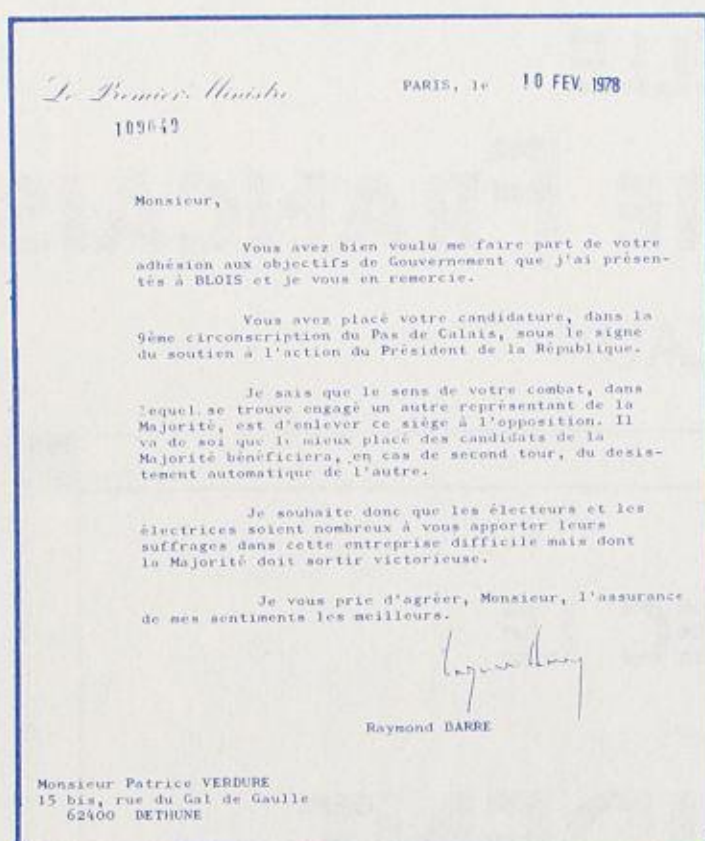 Le Premier Ministre
PARIS, le 10 FEV. 1978
109649
Monsieur,
Vous avez bien voulu me faire part de votre
adhésion aux objectifs de Gouvernement que j'ai présen-
tés à BLOIS et je vous en remercie.
Vous avez placé votre candidature, dans la
9ème circonscription du Pas de Calais, sous le signe
du soutien à l'action du Président de la République.
Je sais que le sens de votre combat, dans
lequel se trouve engagé un autre représentant de la
Majorité, est d'enlever ce siège à l'opposition. Il
va de soi que le mieux placé des candidats de la
Majorité bénéficiera, en cas de second tour, du desis-
tement automatique de l'autre.
Je souhaite donc que les électeurs et les
électrices soient nombreux à vous apporter leurs
suffrages dans cette entreprise difficile mais dont
la Majorité doit sortir victorieuse.
Je vous prie d'agréer, Monsieur, l'assurance
de mes sentiments les meilleurs.
Raymond BARRE
Monsieur Patrice VERDURE
15 bis, rue du Gal de Gaulle
62400 BETHUNE